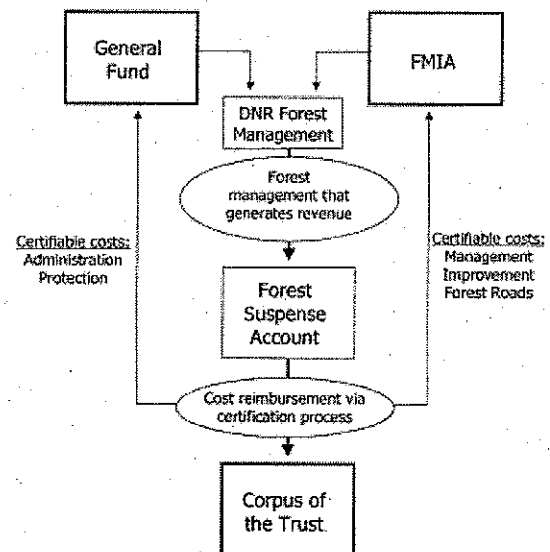 General
Fund
FMIA
DNR Forest
Management
Forest
management that
generates revenue
Certifiable costs:
Administration
Protection
Certifiable costs:
Management
Improvement
Forest Roads
Forest
Suspense
Account
Cost reimbursement via
certification process
Corpus of
the Trust